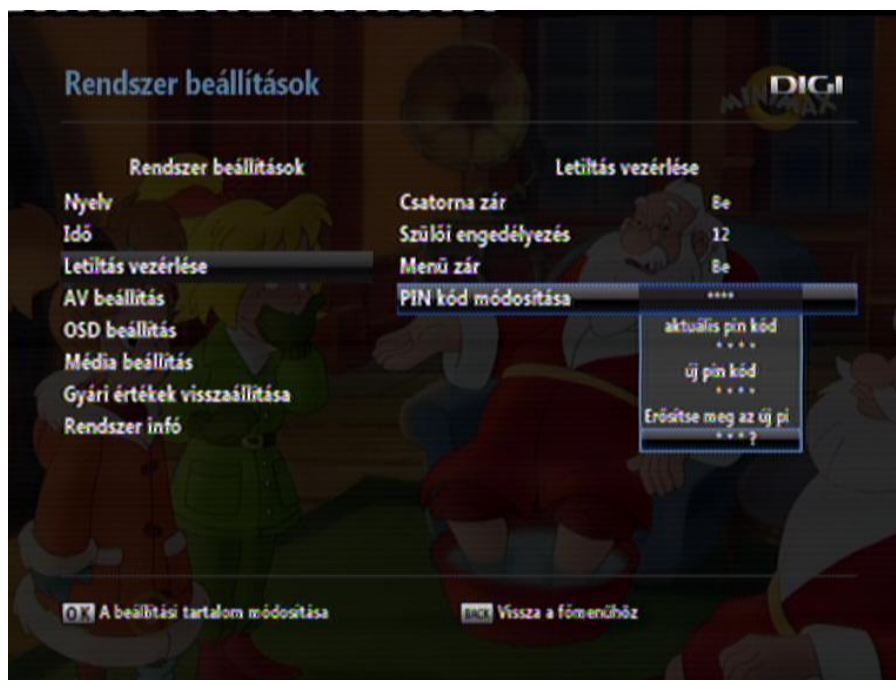 Rendszer beállítások
DIGI
MINIMAX
Rendszer beállítások
Nyelv
Idő
Letiltás vezérlése
AV beállítás
OSD beállítás
Média beállítás
Gyári értékek visszaállítása
Rendszer infó
Letiltás vezérlése
Csatorna zár Be
Szülői engedélyezés 12
Menü zár Be
PIN kód módosítása ****
aktuális pin kód
* * * *
új pin kód
* * * *
Erősítse meg az új pi
* * * ?
OK A beállítási tartalom módosítása
BACK Vissza a főmenühöz